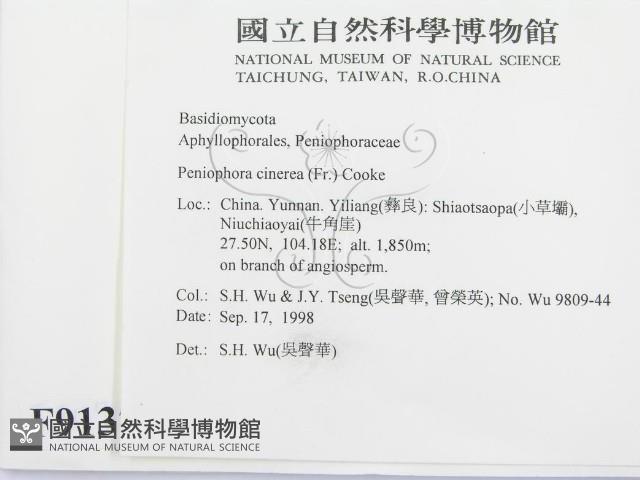 國立自然科學博物館
NATIONAL MUSEUM OF NATURAL SCIENCE
TAICHUNG, TAIWAN, R.O.CHINA
Basidiomycota
Aphyllophorales, Peniophoraceae
Peniophora cinerea (Fr.) Cooke
Loc.: China. Yunnan. Yiliang(彝良): Shiaotsaopa(小草壩),
Niuchiaoyai(牛角崖)
27.50N, 104.18E; alt. 1,850m;
on branch of angiosperm.
Col.: S.H. Wu & J.Y. Tseng(吳聲華, 曾榮英); No. Wu 9809-44
Date: Sep. 17, 1998
Det.: S.H. Wu(吳聲華)
F913
國立自然科學博物館
NATIONAL MUSEUM OF NATURAL SCIENCE